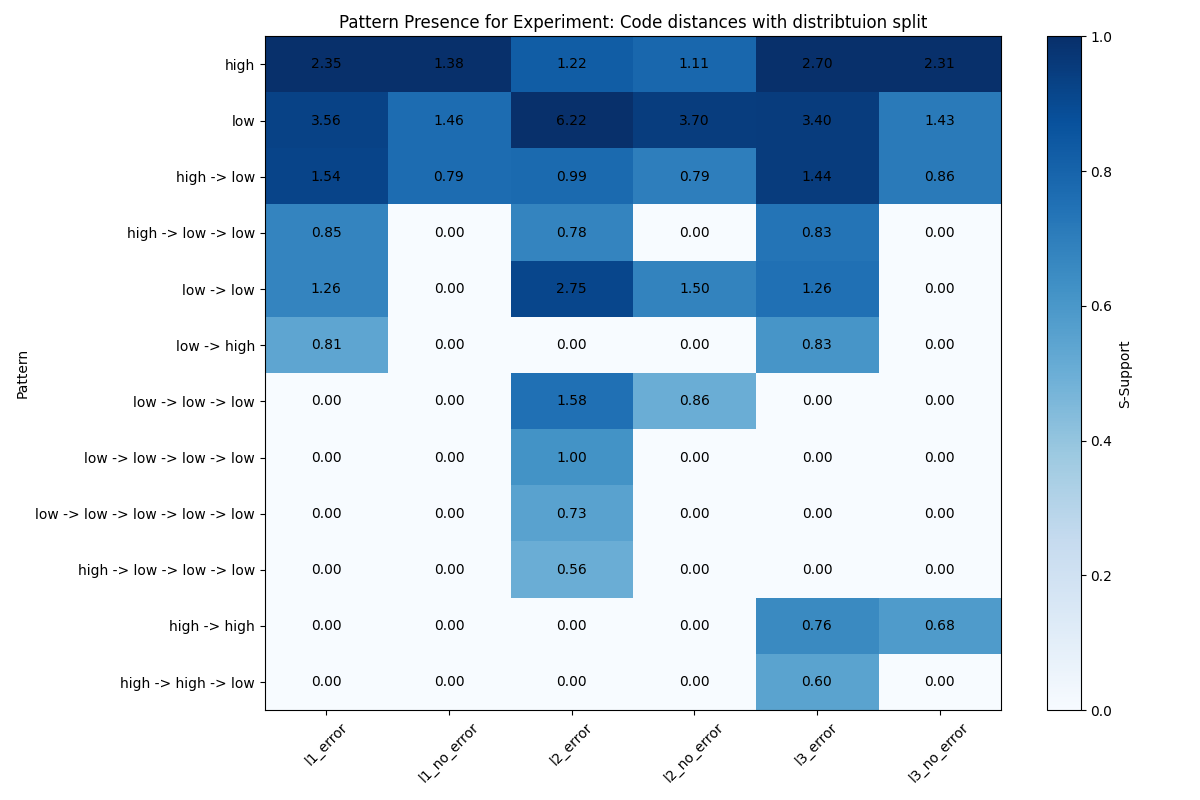 Pattern Presence for Experiment: Code distances with distribtuion split
Pattern
high 2.35 1.38 1.22 1.11 2.70 2.31
low 3.56 1.46 6.22 3.70 3.40 1.43
high -> low 1.54 0.79 0.99 0.79 1.44 0.86
high -> low -> low 0.85 0.00 0.78 0.00 0.83 0.00
low -> low 1.26 0.00 2.75 1.50 1.26 0.00
low -> high 0.81 0.00 0.00 0.00 0.83 0.00
low -> low -> low 0.00 0.00 1.58 0.86 0.00 0.00
low -> low -> low -> low 0.00 0.00 1.00 0.00 0.00 0.00
low -> low -> low -> low -> low 0.00 0.00 0.73 0.00 0.00 0.00
high -> low -> low -> low 0.00 0.00 0.56 0.00 0.00 0.00
high -> high 0.00 0.00 0.00 0.00 0.76 0.68
high -> high -> low 0.00 0.00 0.00 0.00 0.60 0.00
l1_error l1_no_error l2_error l2_no_error l3_error l3_no_error
1.0
0.8
0.6
0.4
0.2
0.0
S-Support